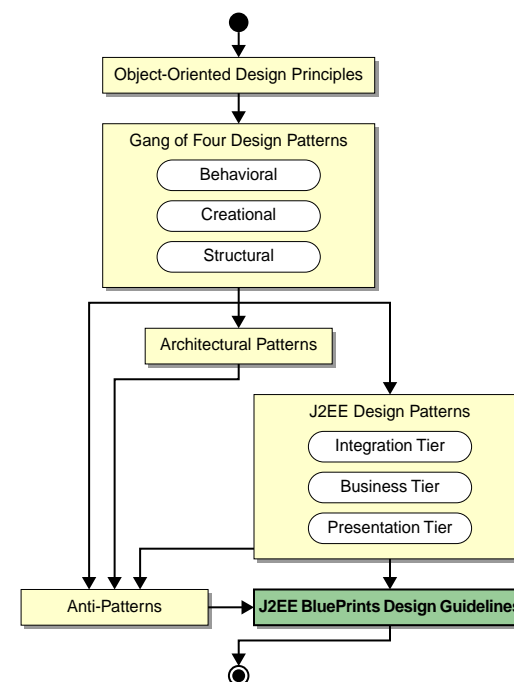 Object-Oriented Design Principles
Gang of Four Design Patterns
Behavioral
Creational
Structural
Architectural Patterns
J2EE Design Patterns
Integration Tier
Business Tier
Presentation Tier
Anti-Patterns
J2EE BluePrints Design Guidelines